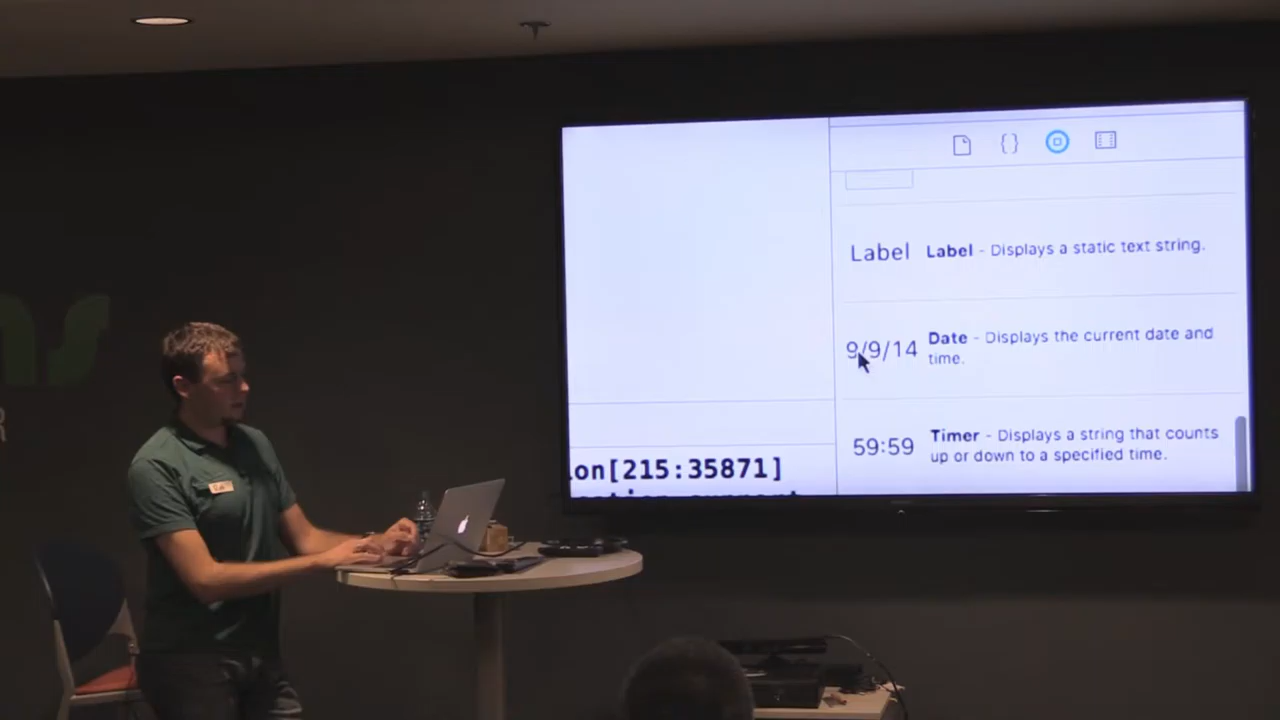 Label Label - Displays a static text string.
9/9/14 Date - Displays the current date and
time.
59:59 Timer - Displays a string that counts
up or down to a specified time.
ion[215:35871]